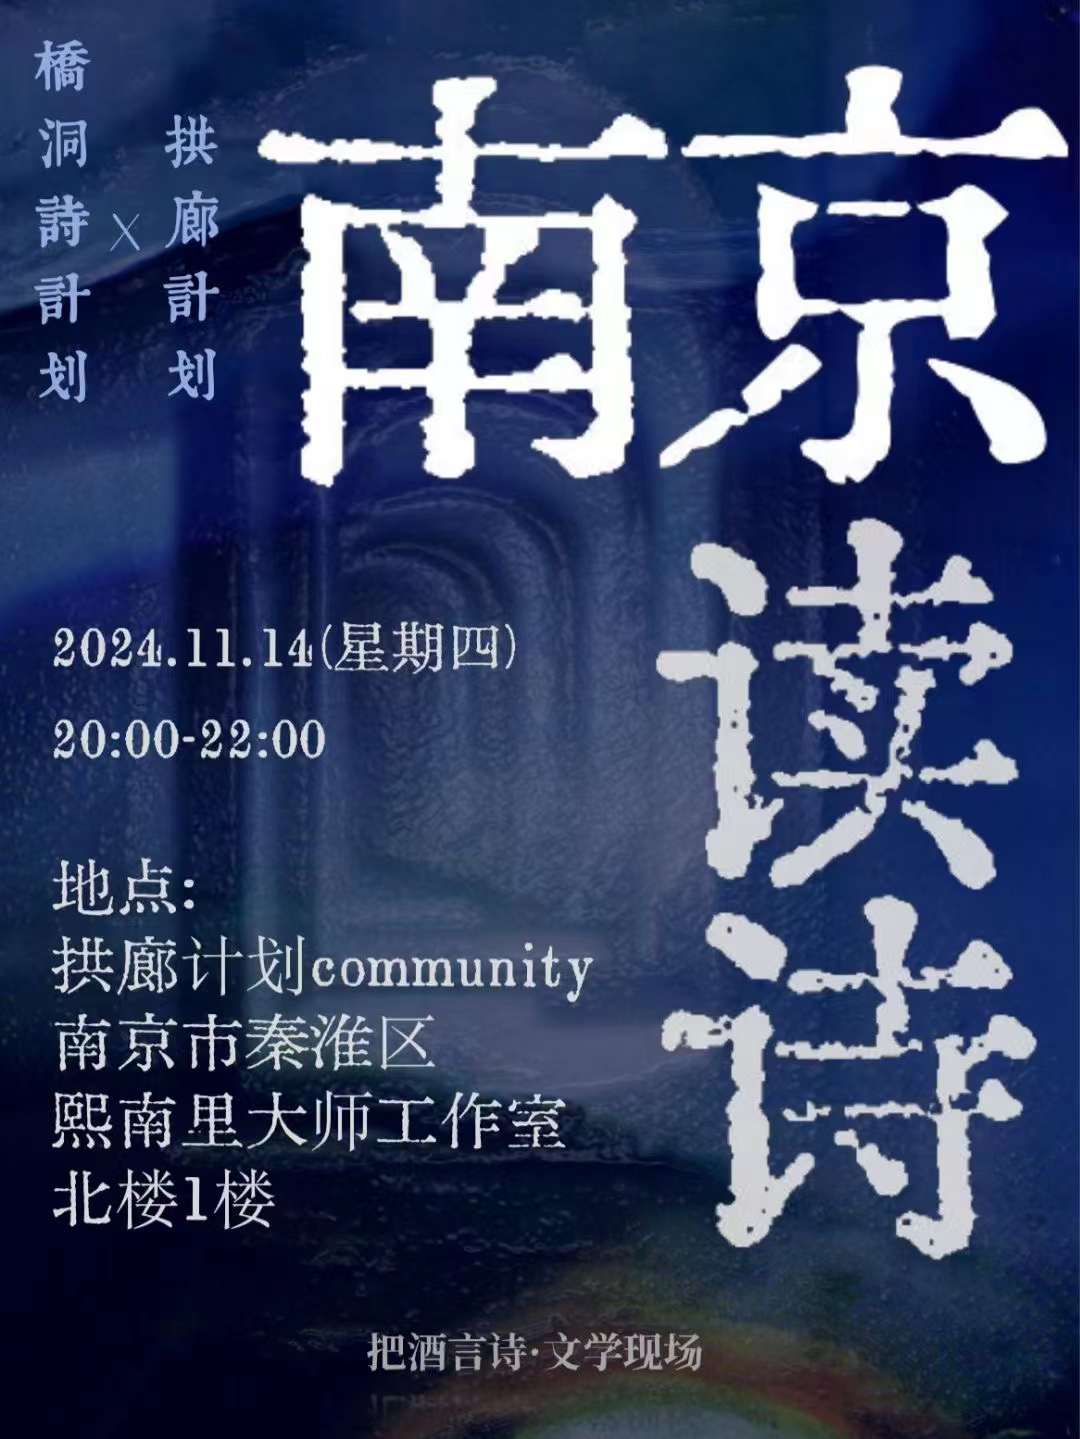 橋洞詩計划
×
拱廊計划
南京
读诗
2024.11.14(星期四)
20:00-22:00
地点:
拱廊计划community
南京市秦淮区
熙南里大师工作室
北楼1楼
把酒言诗·文学现场